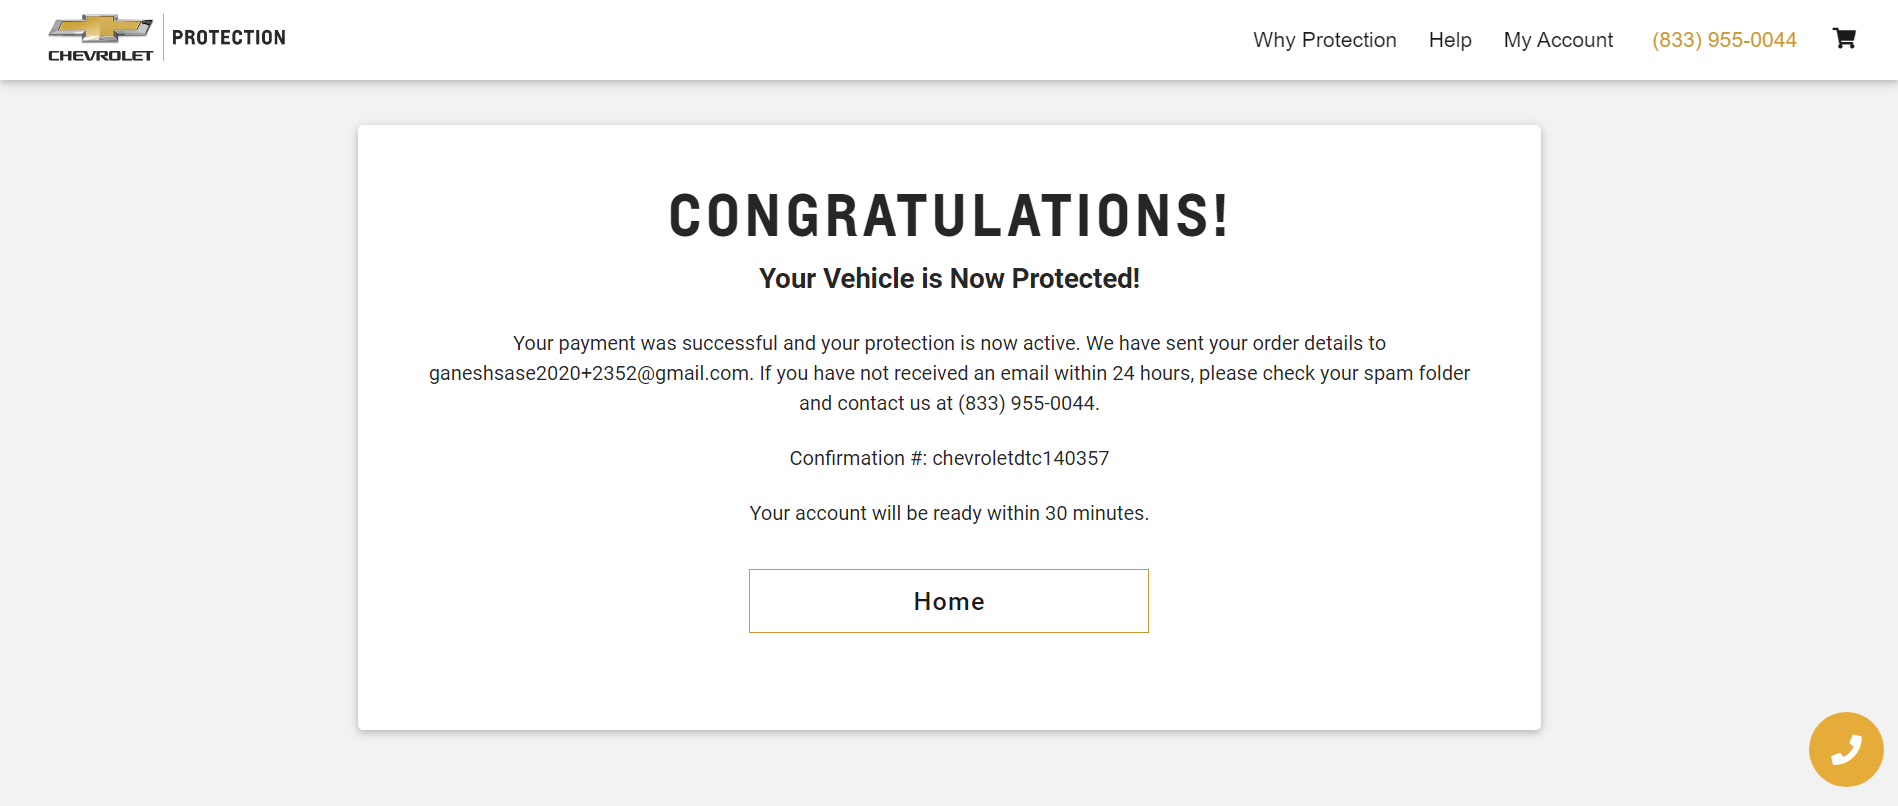 CHEVROLET
PROTECTION
Why Protection
Help
My Account
(833) 955-0044
CONGRATULATIONS!
Your Vehicle is Now Protected!
Your payment was successful and your protection is now active. We have sent your order details to
ganeshsase2020+2352@gmail.com. If you have not received an email within 24 hours, please check your spam folder
and contact us at (833) 955-0044.
Confirmation #: chevroletdtc140357
Your account will be ready within 30 minutes.
Home